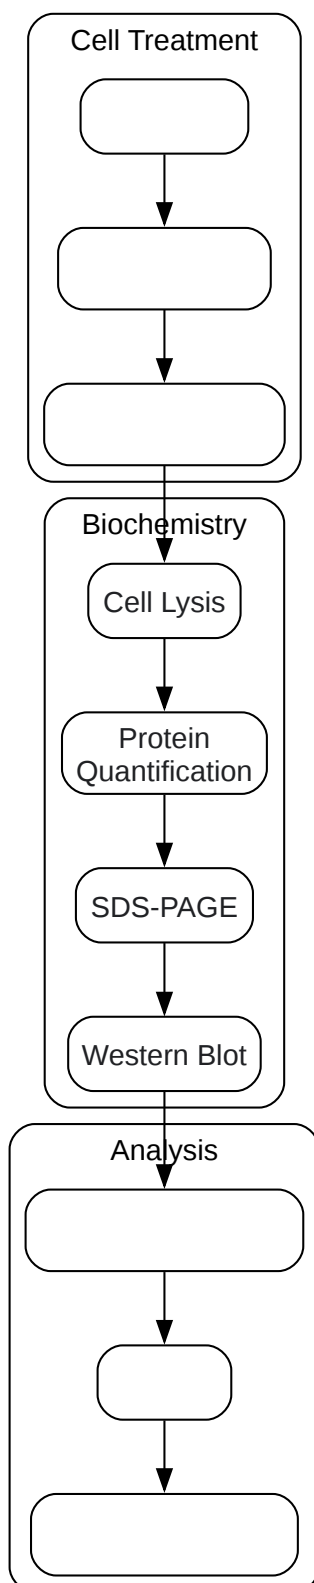 Cell Treatment
Biochemistry
Cell Lysis
Protein
Quantification
SDS-PAGE
Western Blot
Analysis